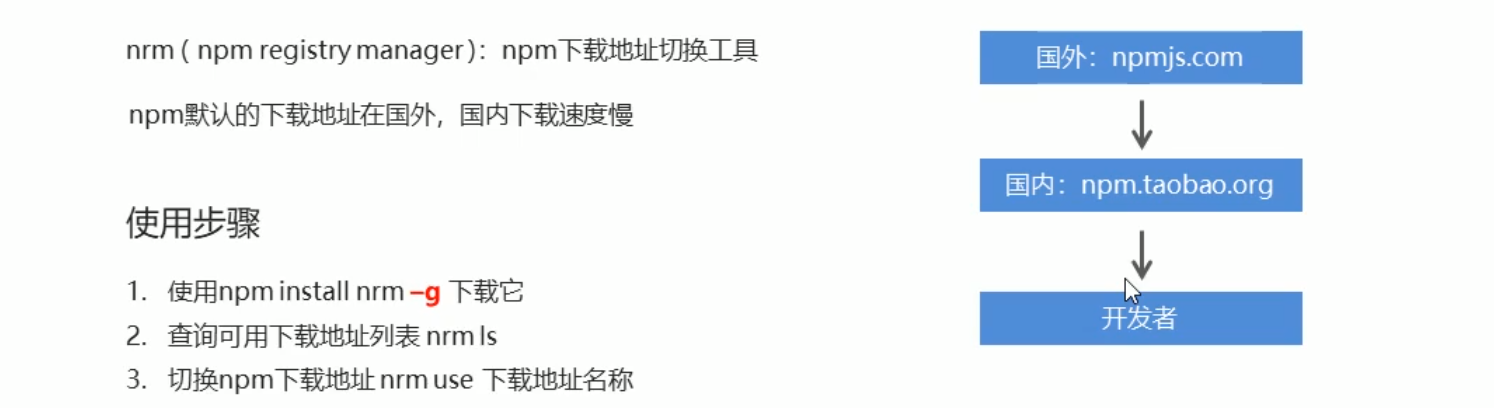 nrm ( npm registry manager )：npm下载地址切换工具
npm默认的下载地址在国外，国内下载速度慢
使用步骤
1. 使用npm install nrm –g 下载它
2. 查询可用下载地址列表 nrm ls
3. 切换npm下载地址 nrm use 下载地址名称
国外：npmjs.com
国内：npm.taobao.org
开发者